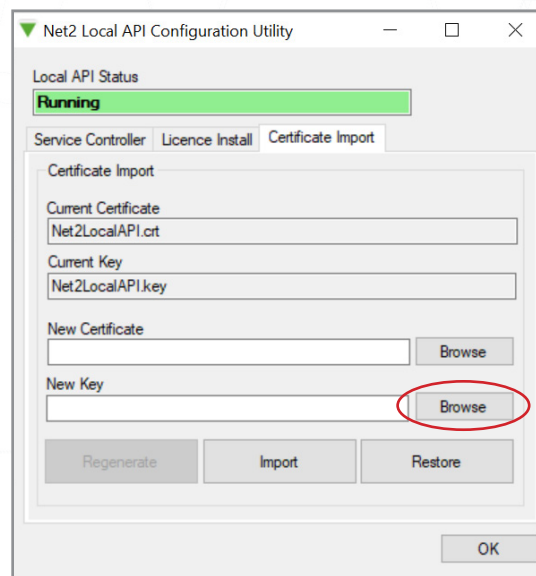 Net2 Local API Configuration Utility
Local API Status
Running
Service Controller Licence Install Certificate Import
Certificate Import
Current Certificate
Net2LocalAPI.crt
Current Key
Net2LocalAPI.key
New Certificate
Browse
New Key
Browse
Regenerate Import Restore
OK